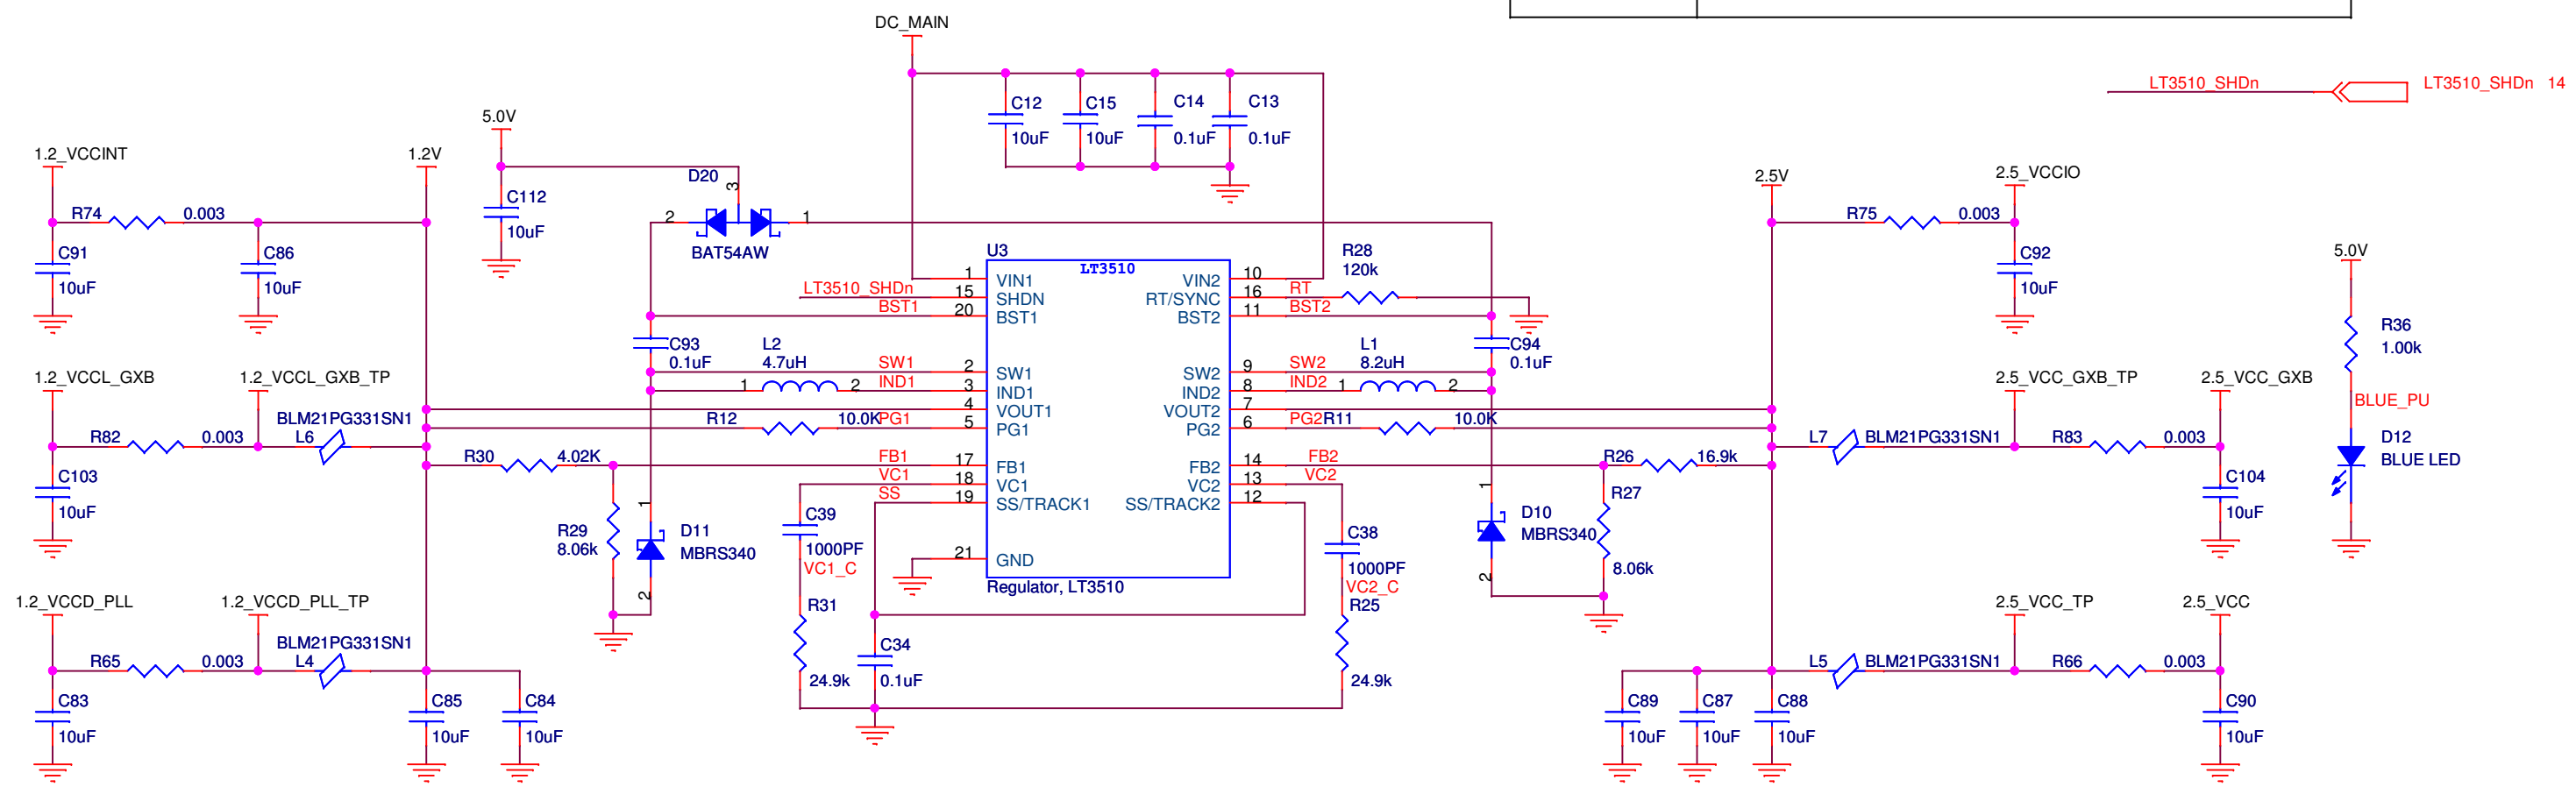 DC_MAIN
LT3510_SHDn
LT3510_SHDn 14
C12
10uF
C15
10uF
C14
0.1uF
C13
0.1uF
1.2_VCCINT
R74
0.003
C91
10uF
C86
10uF
1.2V
5.0V
C112
10uF
D20
3
2
1
BAT54AW
U3
LT3510
1
VIN1
LT3510_SHDn
15
SHDN
BST1
20
BST1
SW1
2
SW1
IND1
3
IND1
4
VOUT1
PG1
5
PG1
FB1
17
FB1
VC1
18
VC1
SS
19
SS/TRACK1
21
GND
Regulator, LT3510
VIN2
10
RT/SYNC
16
RT
BST2
11
BST2
SW2
9
SW2
IND2
8
IND2
VOUT2
7
PG2
6
PG2
FB2
14
FB2
VC2
13
VC2
SS/TRACK2
12
R28
120k
C93
0.1uF
L2
4.7uH
1
2
R12
10.0K
L1
8.2uH
1
2
C94
0.1uF
R11
10.0K
1.2_VCCL_GXB
1.2_VCCL_GXB_TP
BLM21PG331SN1
R82
0.003
L6
C103
10uF
R30
4.02K
R29
8.06k
1
D11
MBRS340
2
C39
1000PF
VC1_C
R31
24.9k
C34
0.1uF
C38
1000PF
VC2_C
R25
24.9k
1
D10
MBRS340
2
R26
16.9k
R27
8.06k
1.2_VCCD_PLL
1.2_VCCD_PLL_TP
BLM21PG331SN1
R65
0.003
L4
C83
10uF
C85
10uF
C84
10uF
2.5V
2.5_VCCIO
R75
0.003
C92
10uF
2.5_VCC_GXB_TP
2.5_VCC_GXB
L7
BLM21PG331SN1
R83
0.003
C104
10uF
5.0V
R36
1.00k
BLUE_PU
D12
BLUE LED
2.5_VCC_TP
2.5_VCC
L5
BLM21PG331SN1
R66
0.003
C89
10uF
C87
10uF
C88
10uF
C90
10uF